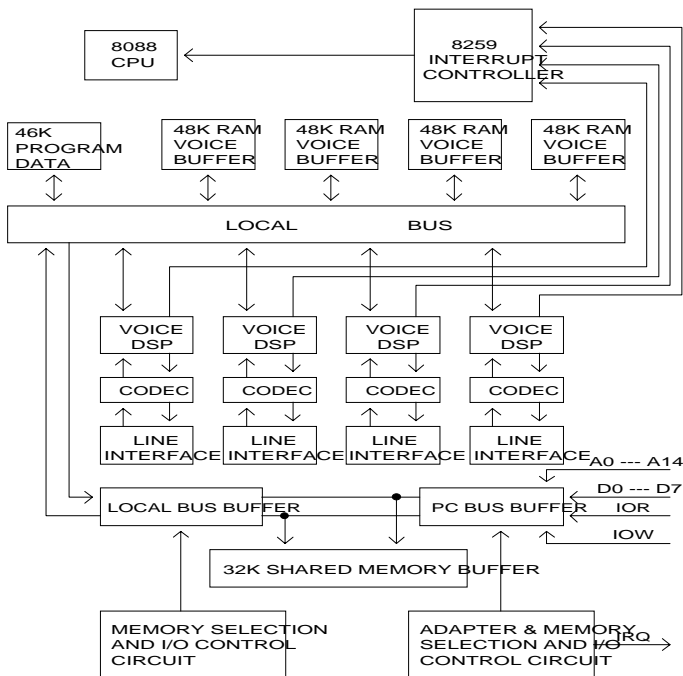 8088
CPU
8259
INTERRUPT
CONTROLLER
46K
PROGRAM
DATA
48K RAM
VOICE
BUFFER
48K RAM
VOICE
BUFFER
48K RAM
VOICE
BUFFER
48K RAM
VOICE
BUFFER
LOCAL BUS
VOICE
DSP
VOICE
DSP
VOICE
DSP
VOICE
DSP
CODEC
CODEC
CODEC
CODEC
LINE
INTERFACE
LINE
INTERFACE
LINE
INTERFACE
LINE
INTERFACE
A0 --- A14
D0 --- D7
LOCAL BUS BUFFER
PC BUS BUFFER
IOR
IOW
32K SHARED MEMORY BUFFER
MEMORY SELECTION
AND I/O CONTROL
CIRCUIT
ADAPTER & MEMORY
SELECTION AND I/O
CONTROL CIRCUIT
IRQ